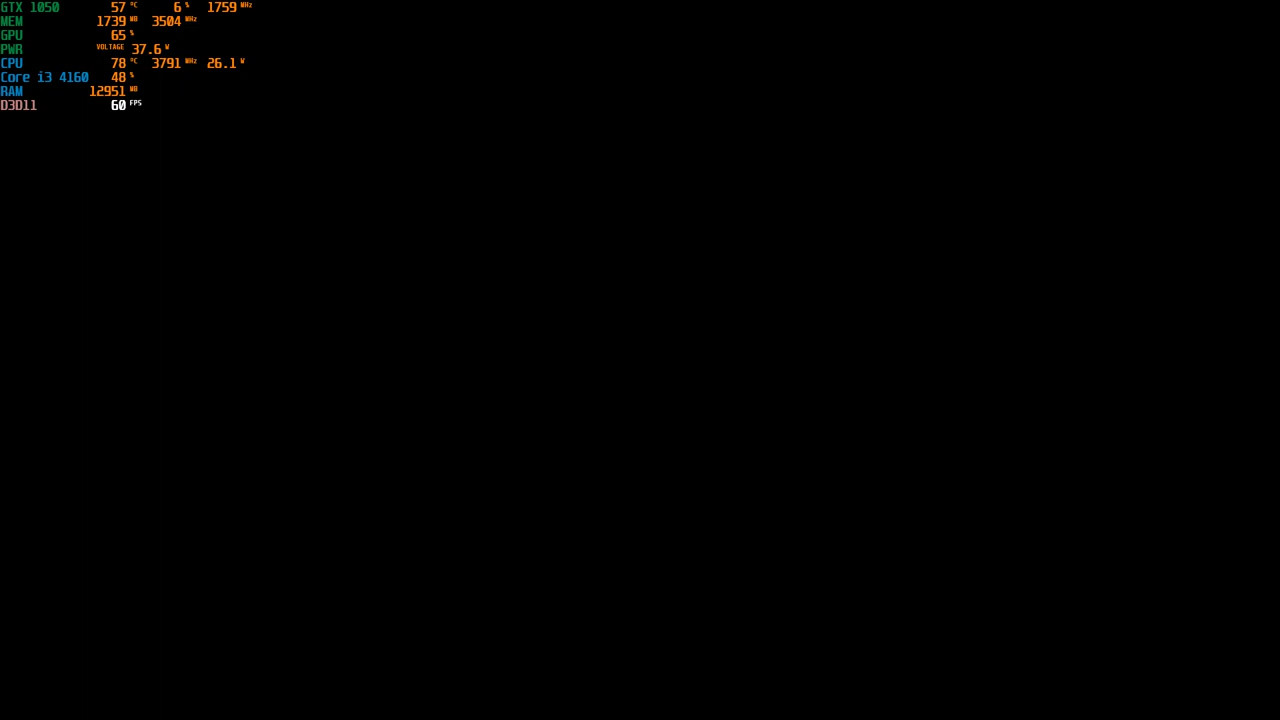 GTX 1050 57 °C 6 % 1759 MHz
MEM 1739 MB 3504 MHz
GPU 65 %
PWR VOLTAGE 37.6 W
CPU 78 °C 3791 MHz 26.1 W
Core i3 4160 48 %
RAM 12951 MB
D3D11 60 FPS